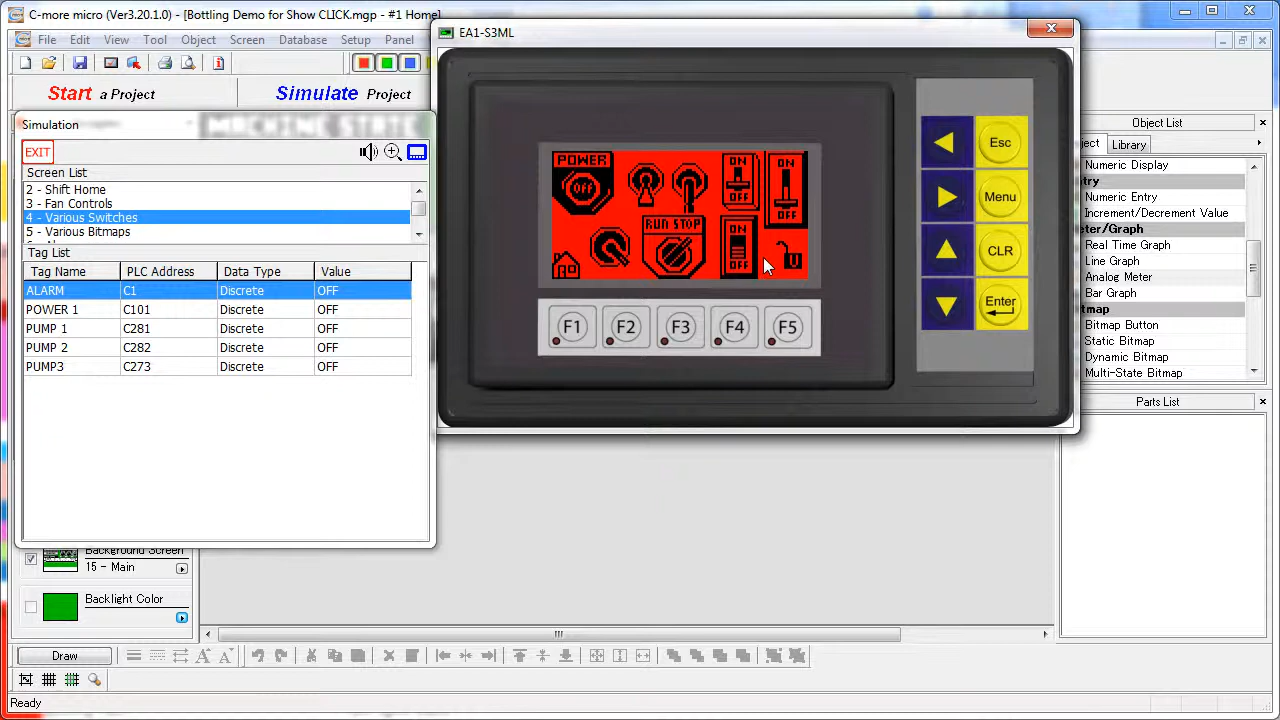 C-more micro (Ver3.20.1.0) - [Bottling Demo for Show CLICK.mgp - #1 Home]
File Edit View Tool Object Screen Database Setup Panel
Start a Project
Simulate Project
MACHINE STATE
Simulation
EXIT
Screen List
2 - Shift Home
3 - Fan Controls
4 - Various Switches
5 - Various Bitmaps
Tag List
Tag Name PLC Address Data Type Value
ALARM C1 Discrete OFF
POWER 1 C101 Discrete OFF
PUMP 1 C281 Discrete OFF
PUMP 2 C282 Discrete OFF
PUMP3 C273 Discrete OFF
Background Screen
15 - Main
Backlight Color
Draw
Ready
EA1-S3ML
POWER
OFF
ON
OFF
ON
OFF
RUN STOP
ON
OFF
F1 F2 F3 F4 F5
Esc
Menu
CLR
Enter
Object List
Library
Numeric Display
Numeric Entry
Increment/Decrement Value
Real Time Graph
Line Graph
Analog Meter
Bar Graph
Bitmap Button
Static Bitmap
Dynamic Bitmap
Multi-State Bitmap
Parts List